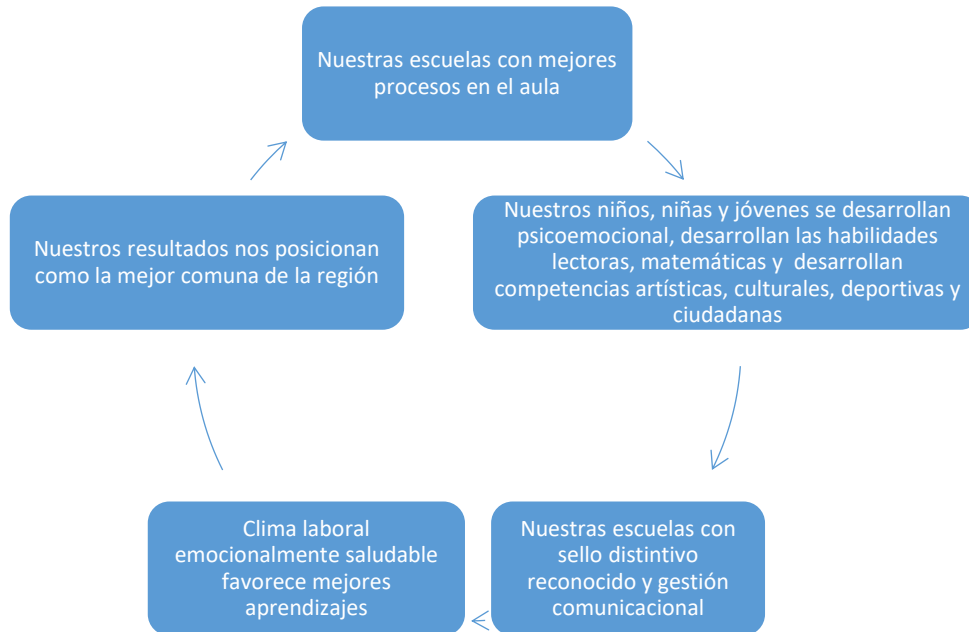 Nuestras escuelas con mejores
procesos en el aula
Nuestros niños, niñas y jóvenes se desarrollan
psicoemocional, desarrollan las habilidades
lectoras, matemáticas y  desarrollan
competencias artísticas, culturales, deportivas y
ciudadanas
Nuestras escuelas con
sello distintivo
reconocido y gestión
comunicacional
Clima laboral
emocionalmente saludable
favorece mejores
aprendizajes
Nuestros resultados nos posicionan
como la mejor comuna de la región